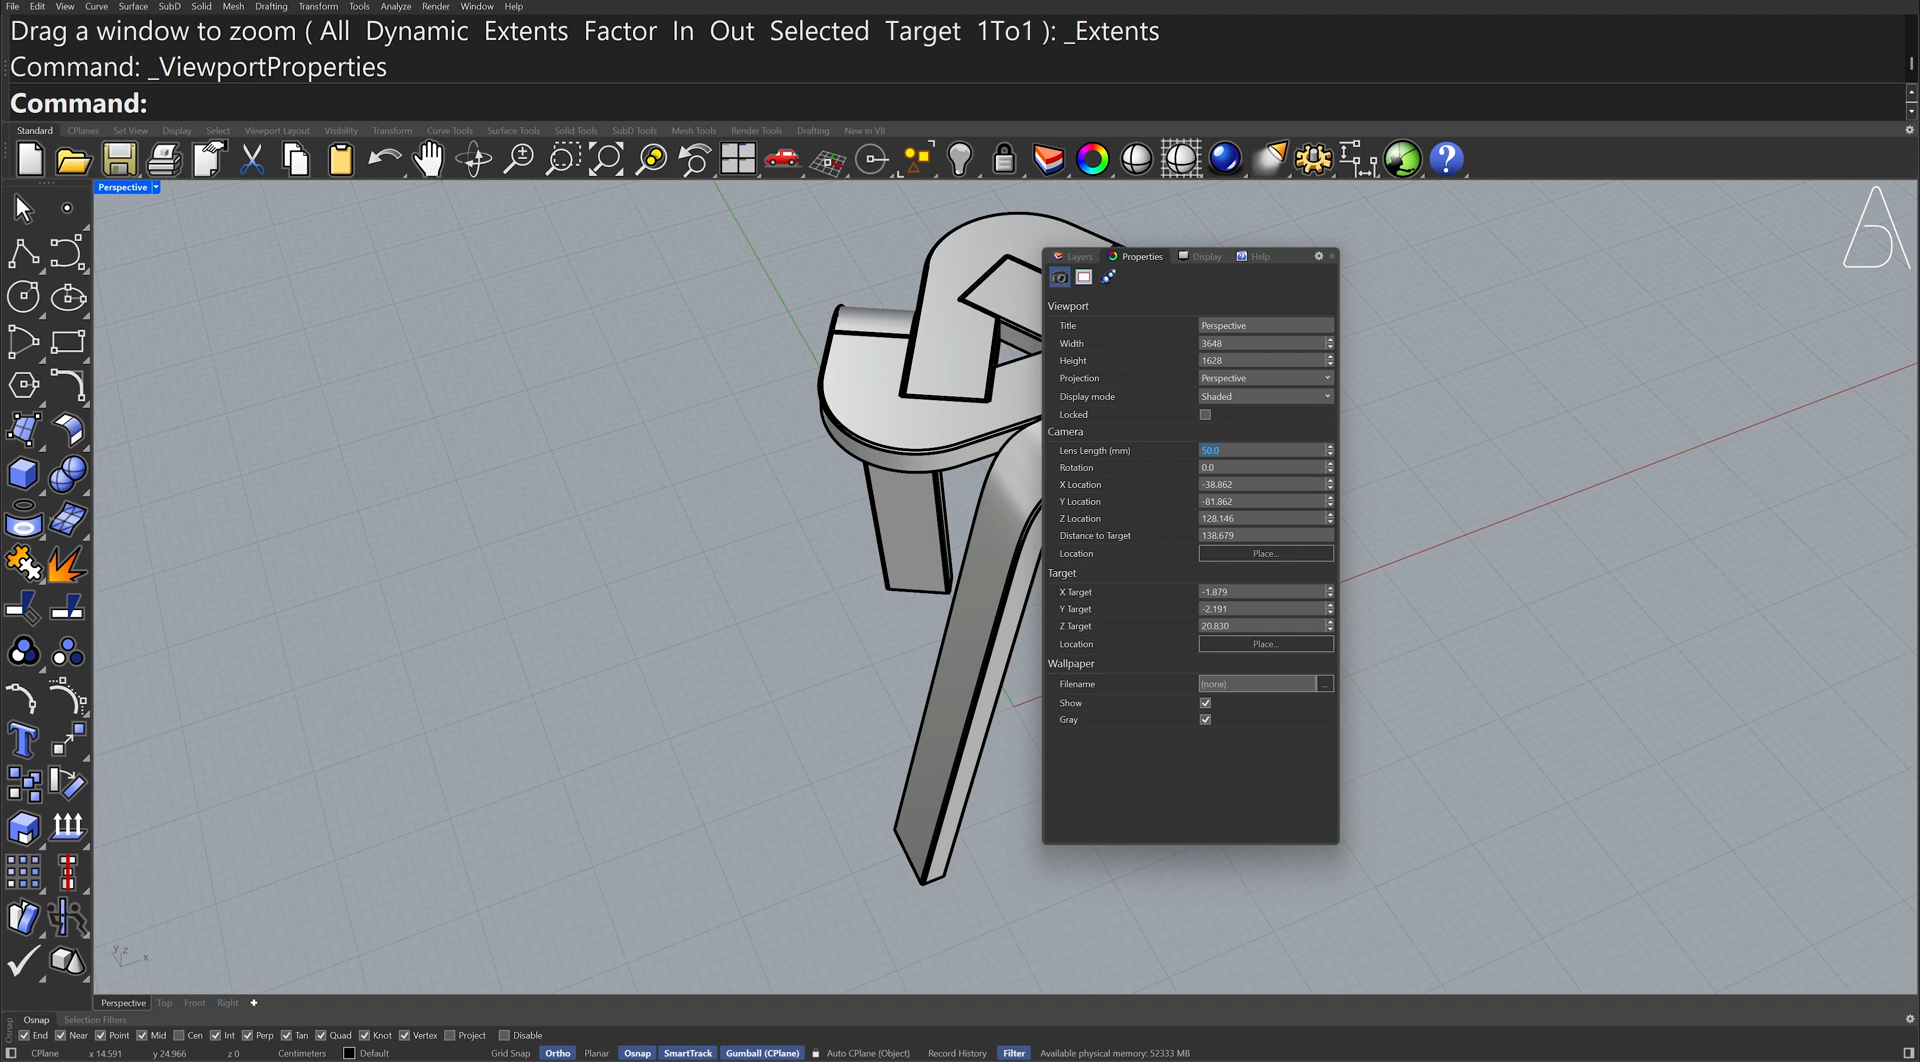 File Edit View Curve Surface SubD Solid Mesh Drafting Transform Tools Analyze Render Window Help
Drag a window to zoom ( All Dynamic Extents Factor In Out Selected Target 1To1 ): _Extents
Command: _ViewportProperties
Command:
Standard CPlanes Set View Display Select Viewport Layout Visibility Transform Curve Tools Surface Tools Solid Tools SubD Tools Mesh Tools Render Tools Drafting New in V8
Perspective
Layers Properties Display Help
Viewport
Title Perspective
Width 3648
Height 1628
Projection Perspective
Display mode Shaded
Locked
Camera
Lens Length (mm) 50.0
Rotation 0.0
X Location -38.862
Y Location -81.862
Z Location 128.146
Distance to Target 138.679
Location Place...
Target
X Target -1.879
Y Target -2.191
Z Target 20.830
Location Place...
Wallpaper
Filename (none) ...
Show
Gray
y z x
Perspective Top Front Right
Osnap Selection Filters
Osnap
End Near Point Mid Cen Int Perp Tan Quad Knot Vertex Project Disable
CPlane x 14.591 y 24.966 z 0 Centimeters Default Grid Snap Ortho Planar Osnap SmartTrack Gumball (CPlane) Auto CPlane (Object) Record History Filter Available physical memory: 52333 MB